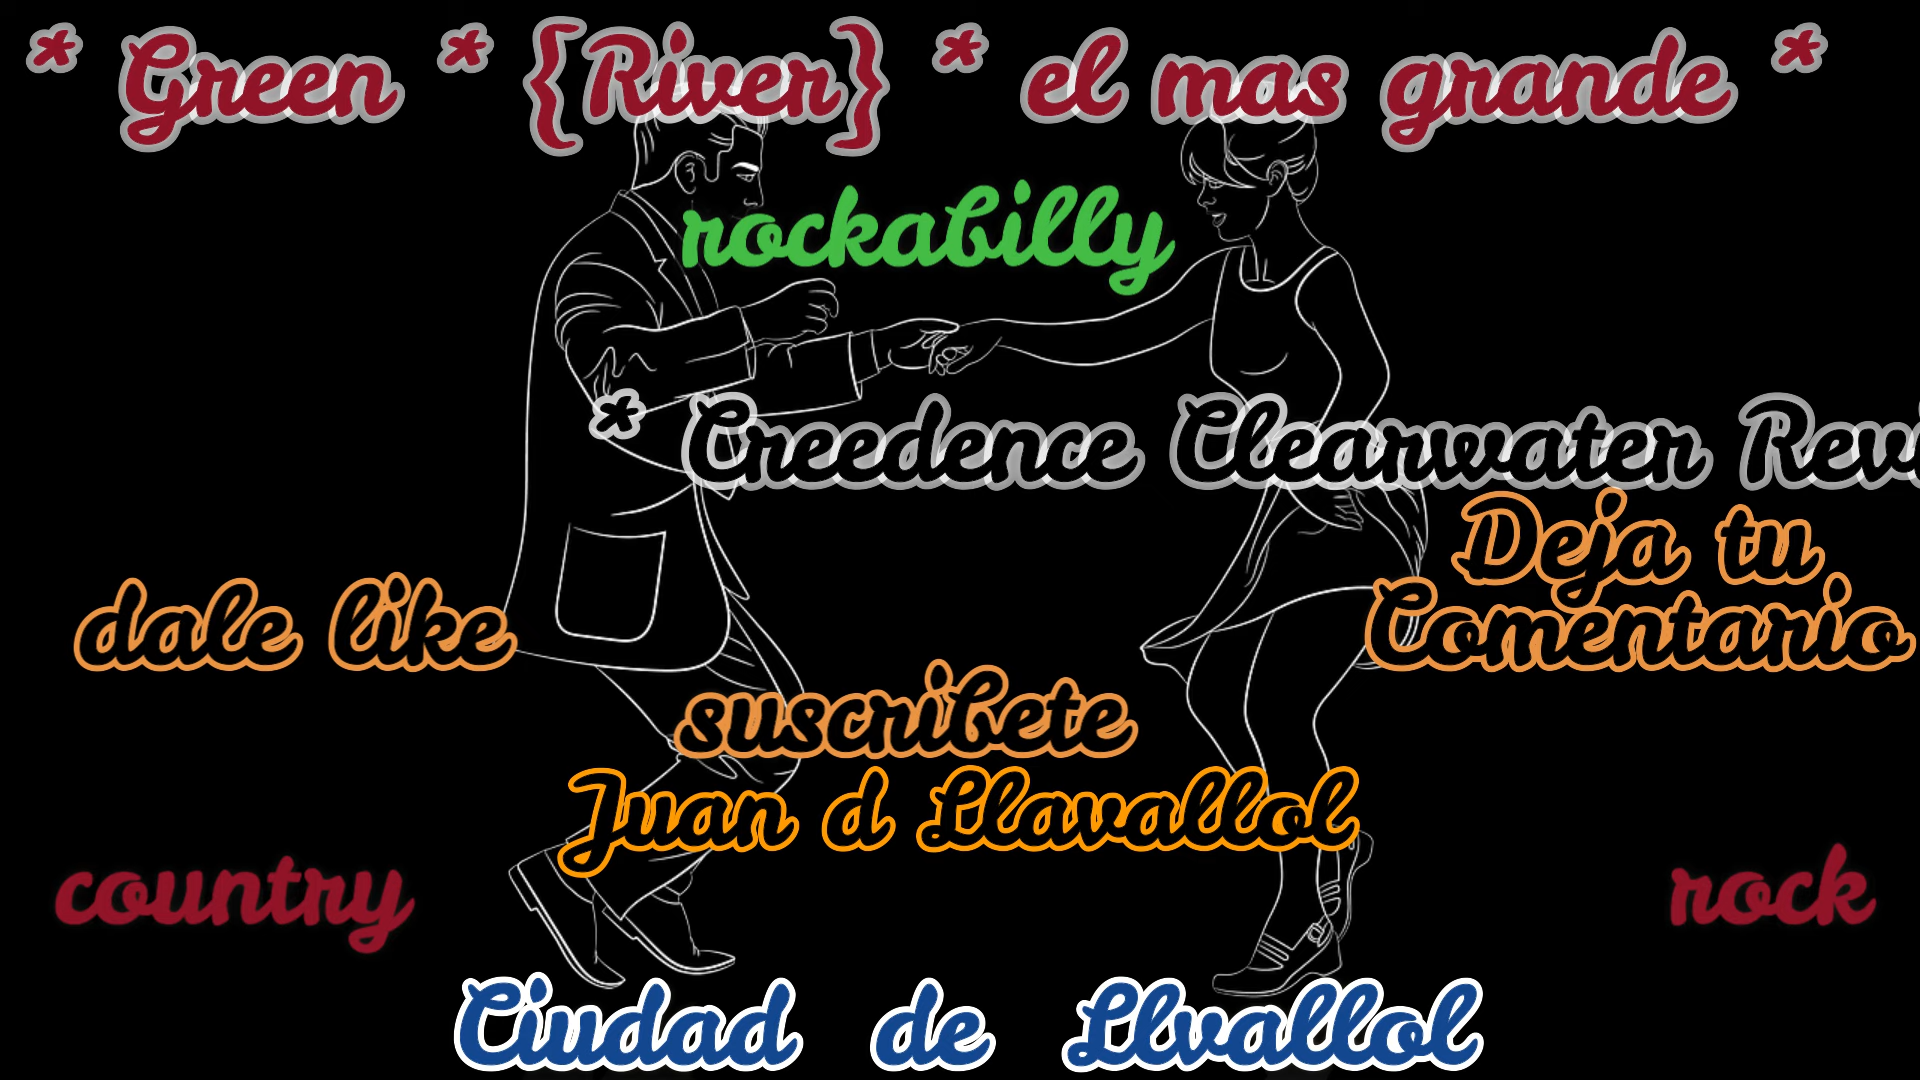 * Green * {River} * el mas grande *
rockabilly
* Creedence Clearwater Revi
Deja tu
Comentario
dale like
suscribete
Juan d Llavallol
country
rock
Ciudad de Llvallol